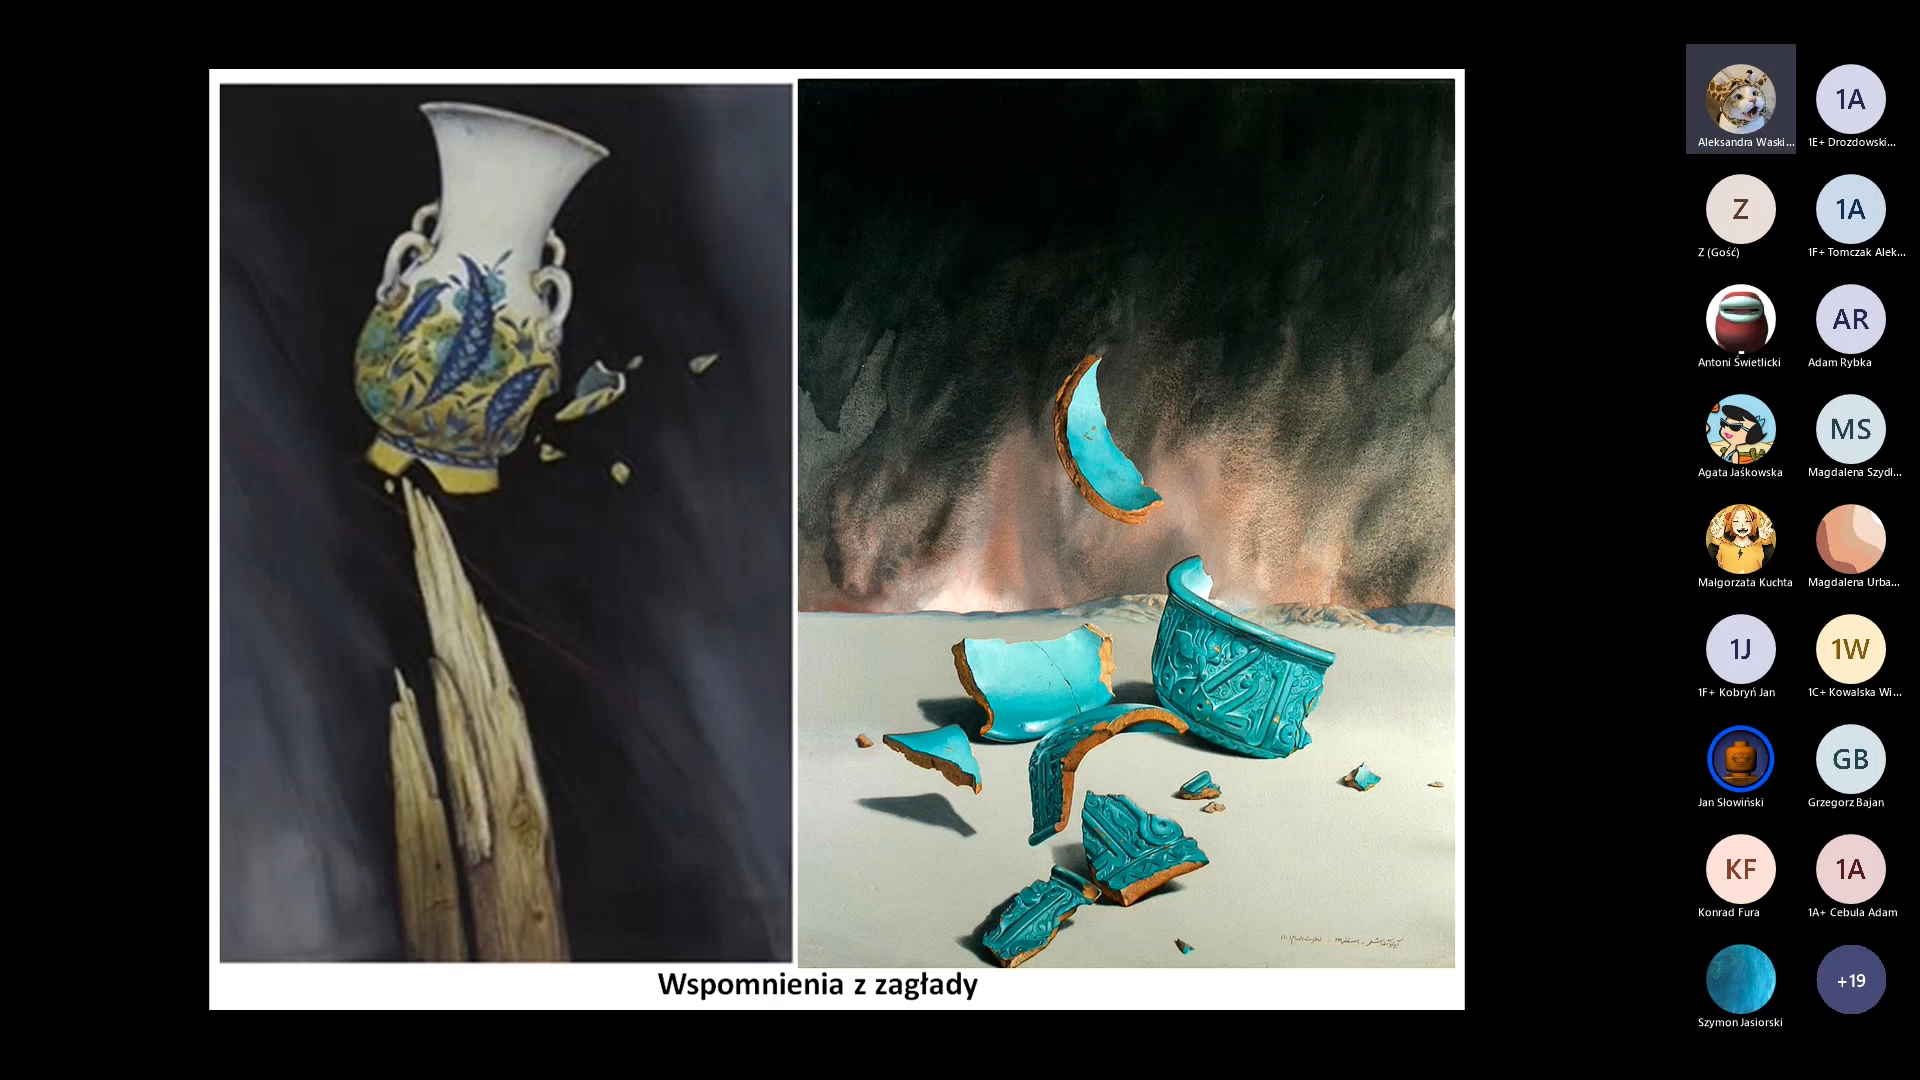 Wspomnienia z zagłady
Aleksandra Waski...
1A
1E+ Drozdowski...
Z
Z (Gość)
1A
1F+ Tomczak Alek...
Antoni Świetlicki
AR
Adam Rybka
Agata Jaśkowska
MS
Magdalena Szydł...
Małgorzata Kuchta
Magdalena Urba...
1J
1F+ Kobryń Jan
1W
1C+ Kowalska Wi...
Jan Słowiński
GB
Grzegorz Bajan
KF
Konrad Fura
1A
1A+ Cebula Adam
Szymon Jasiorski
+19